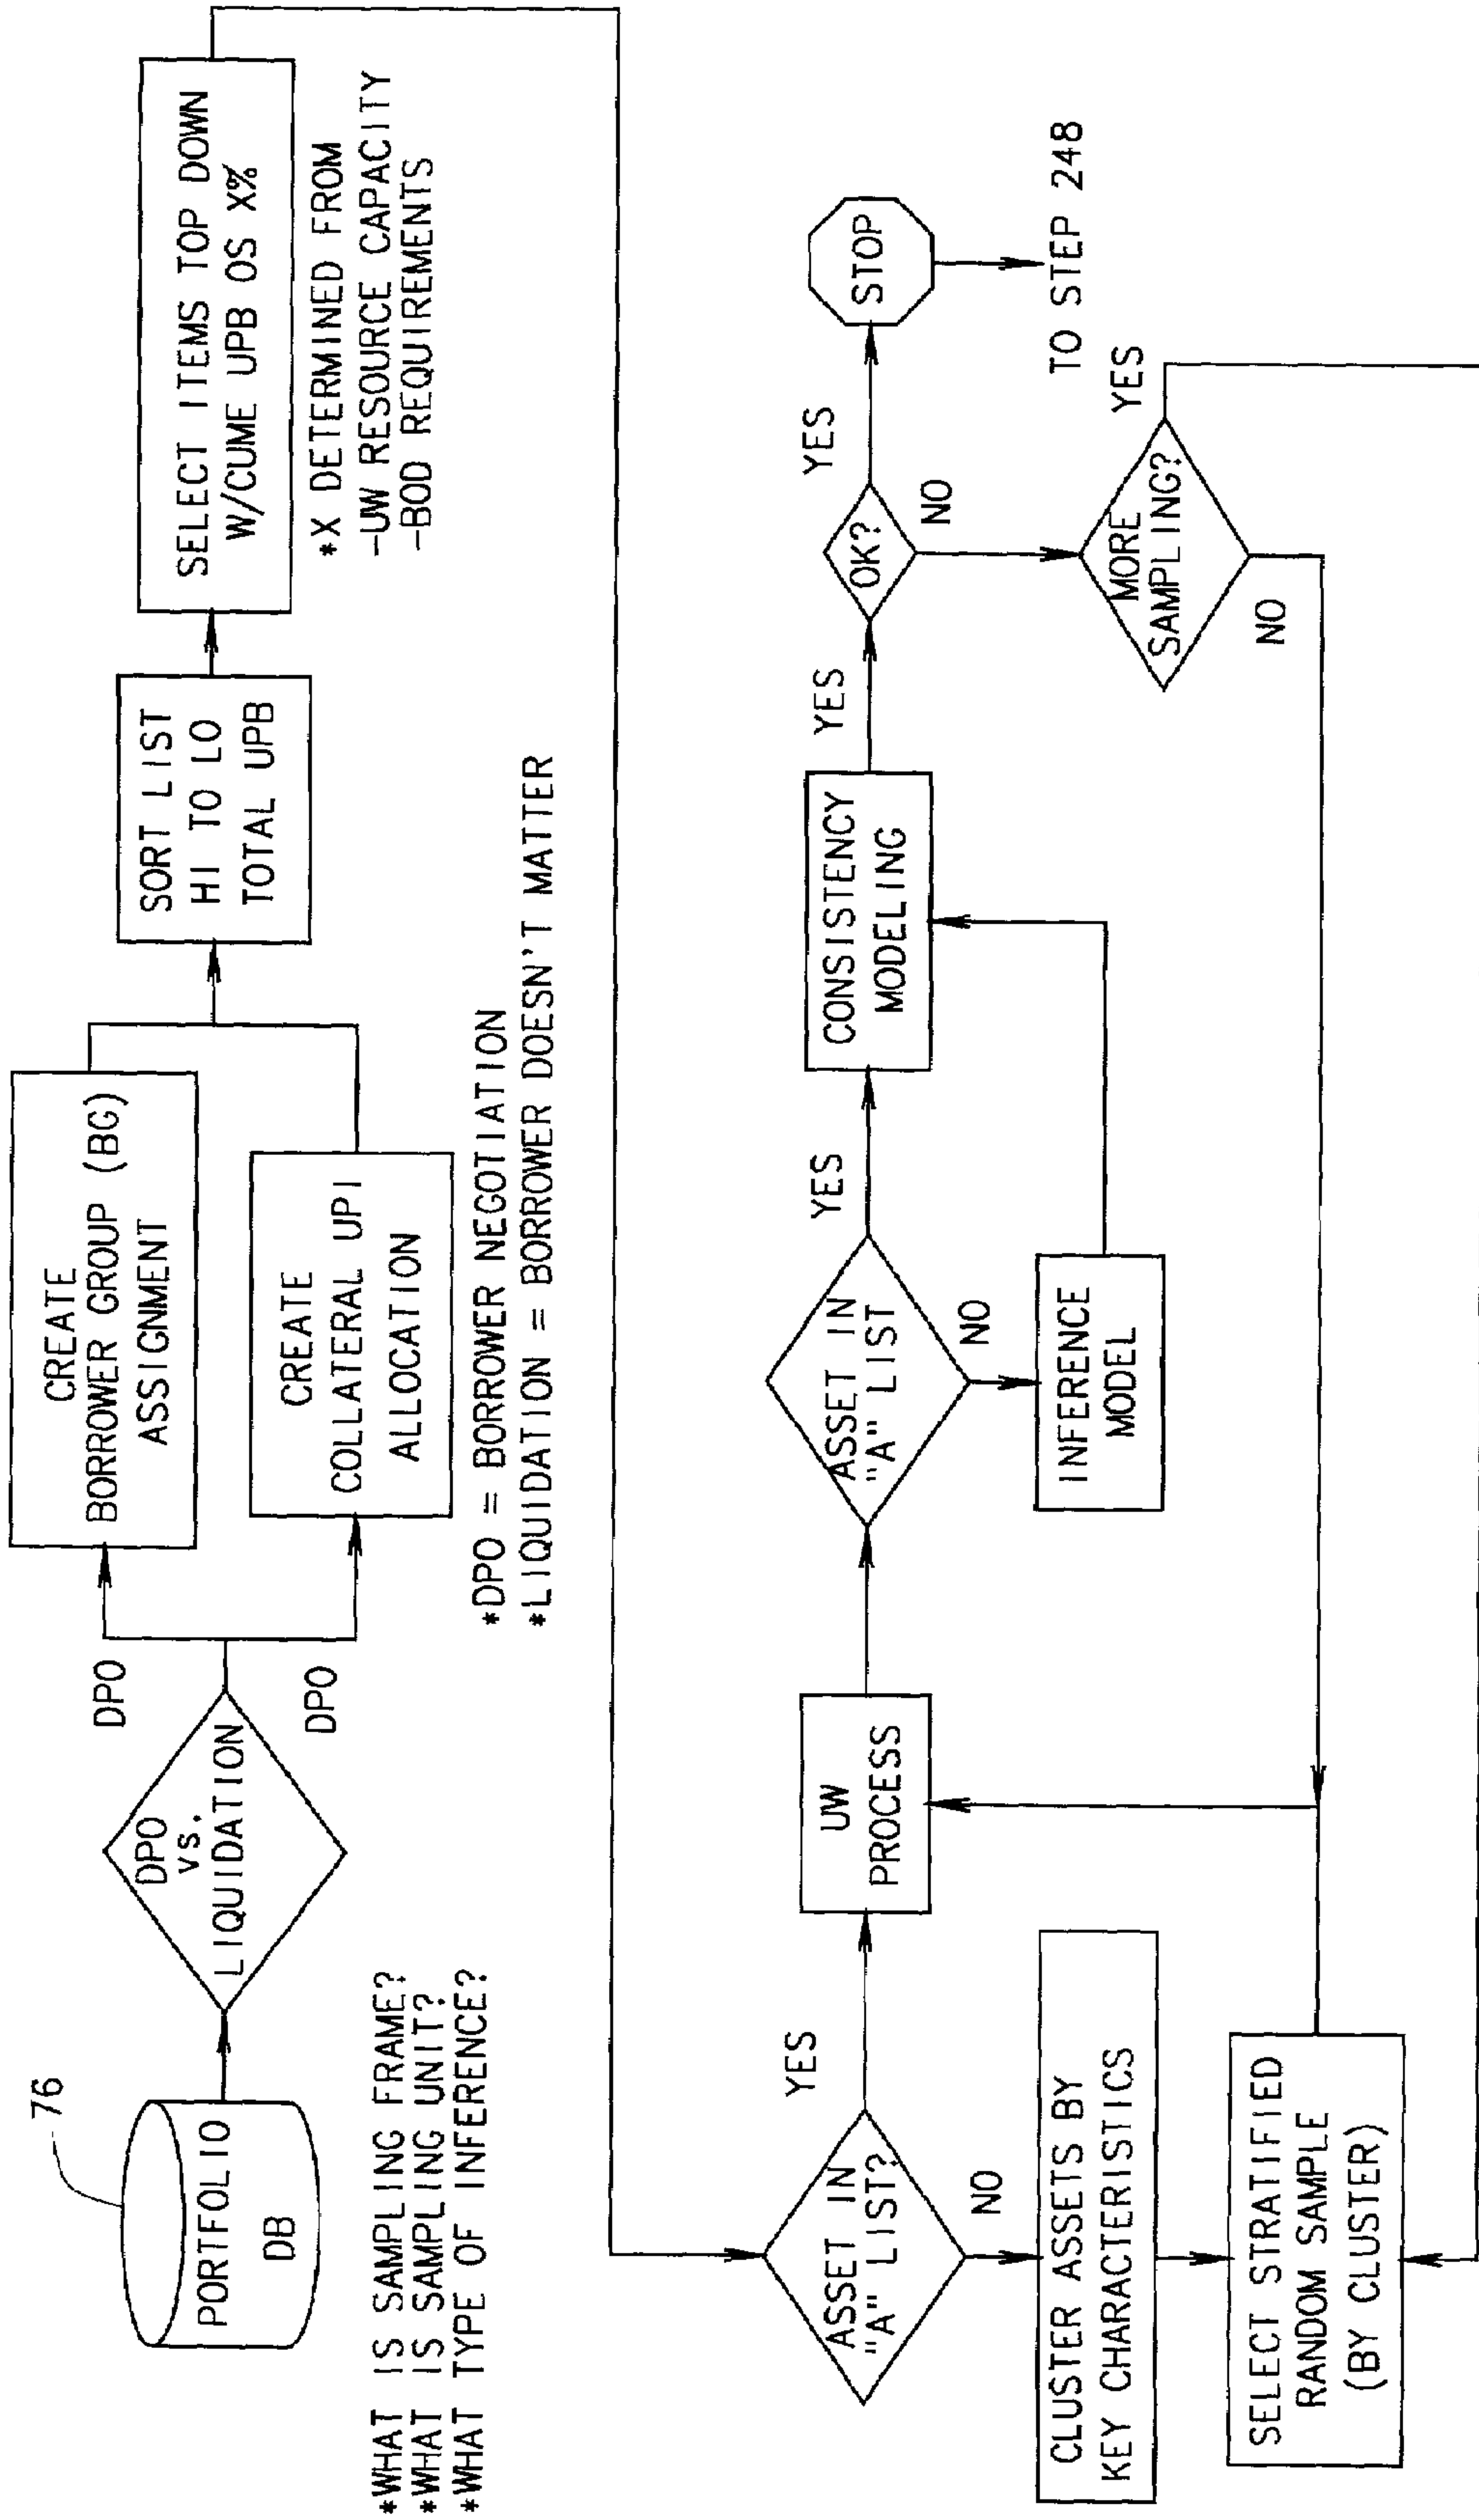 76
PORTFOLIO
DB
*WHAT IS SAMPLING FRAME?
*WHAT IS SAMPLING UNIT?
*WHAT TYPE OF INFERENCE?
DPO
vs.
LIQUIDATION
DPO
DPO
CREATE
BORROWER GROUP (BG)
ASSIGNMENT
CREATE
COLLATERAL UPI
ALLOCATION
*DPO = BORROWER NEGOTIATION
*LIQUIDATION = BORROWER DOESN'T MATTER
SORT LIST
HI TO LO
TOTAL UPB
SELECT ITEMS TOP DOWN
W/CUME UPB OS X%
*X DETERMINED FROM
-UW RESOURCE CAPACITY
-BOD REQUIREMENTS
ASSET IN
"A" LIST?
YES
NO
CLUSTER ASSETS BY
KEY CHARACTERISTICS
SELECT STRATIFIED
RANDOM SAMPLE
(BY CLUSTER)
UW
PROCESS
ASSET IN
"A" LIST
YES
NO
INFERENCE
MODEL
CONSISTENCY
MODELING
YES
OK?
YES
NO
STOP
TO STEP 248
MORE
SAMPLING?
YES
NO